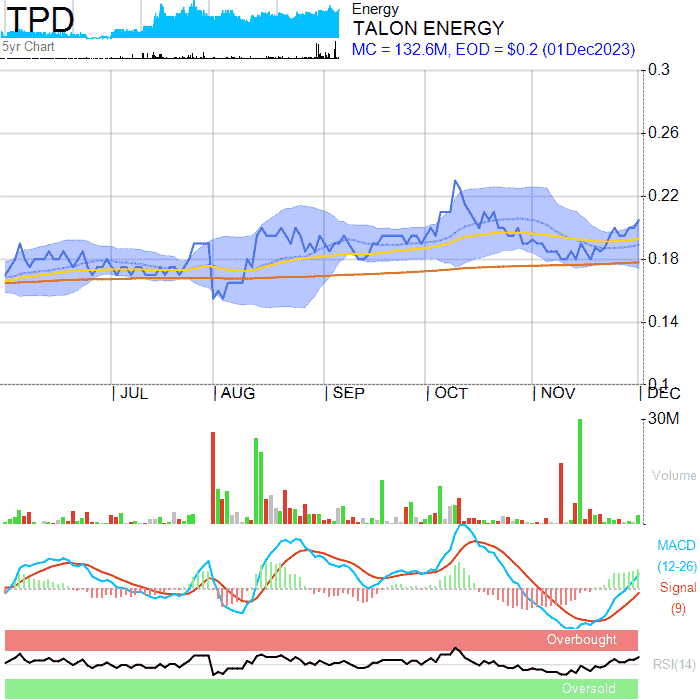 TPD
5yr Chart
Energy
TALON ENERGY
MC = 132.6M, EOD = $0.2 (01Dec2023)
0.3
0.26
0.22
0.18
0.14
0.1
JUL AUG SEP OCT NOV DEC
30M
Volume
MACD
(12-26)
Signal
(9)
Overbought
RSI(14)
Oversold